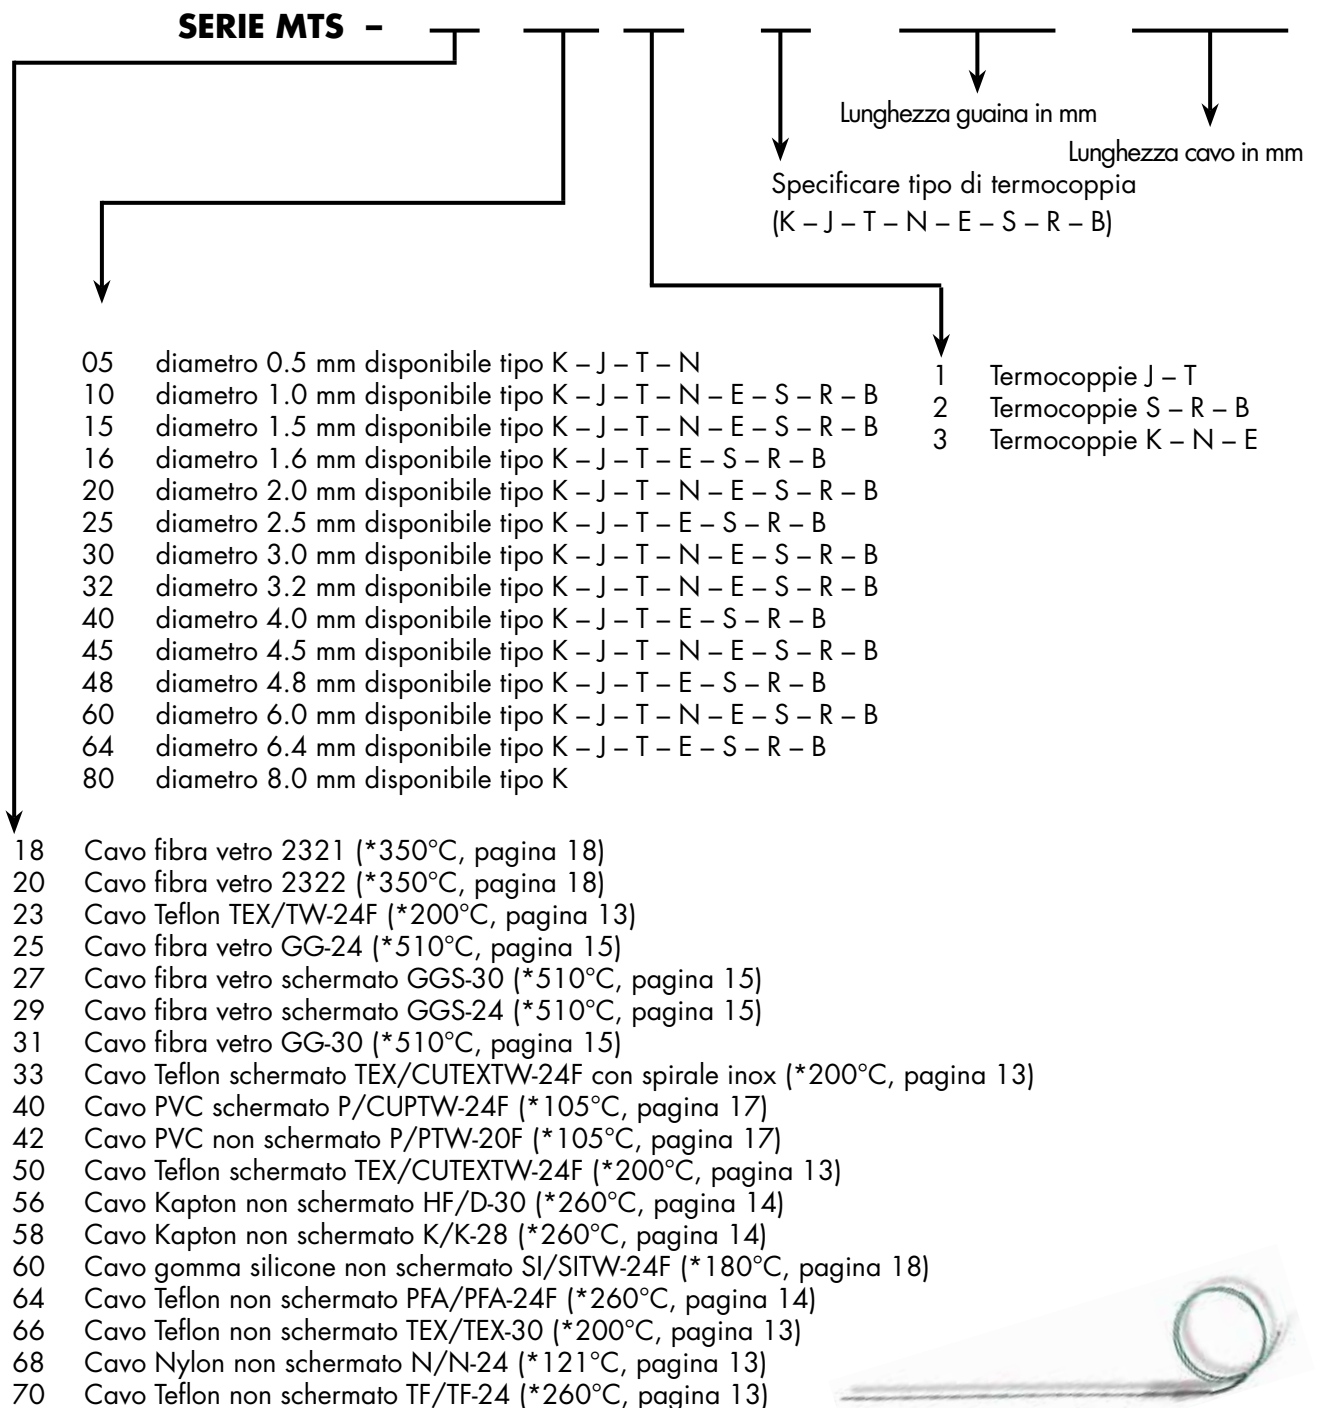 SERIE MTS –
Lunghezza guaina in mm
Lunghezza cavo in mm
Specificare tipo di termocoppia
(K – J – T – N – E – S – R – B)
05 diametro 0.5 mm disponibile tipo K – J – T – N
10 diametro 1.0 mm disponibile tipo K – J – T – N – E – S – R – B
15 diametro 1.5 mm disponibile tipo K – J – T – N – E – S – R – B
16 diametro 1.6 mm disponibile tipo K – J – T – E – S – R – B
20 diametro 2.0 mm disponibile tipo K – J – T – N – E – S – R – B
25 diametro 2.5 mm disponibile tipo K – J – T – E – S – R – B
30 diametro 3.0 mm disponibile tipo K – J – T – N – E – S – R – B
32 diametro 3.2 mm disponibile tipo K – J – T – N – E – S – R – B
40 diametro 4.0 mm disponibile tipo K – J – T – E – S – R – B
45 diametro 4.5 mm disponibile tipo K – J – T – N – E – S – R – B
48 diametro 4.8 mm disponibile tipo K – J – T – E – S – R – B
60 diametro 6.0 mm disponibile tipo K – J – T – N – E – S – R – B
64 diametro 6.4 mm disponibile tipo K – J – T – E – S – R – B
80 diametro 8.0 mm disponibile tipo K
1 Termocoppie J – T
2 Termocoppie S – R – B
3 Termocoppie K – N – E
18 Cavo fibra vetro 2321 (*350°C, pagina 18)
20 Cavo fibra vetro 2322 (*350°C, pagina 18)
23 Cavo Teflon TEX/TW-24F (*200°C, pagina 13)
25 Cavo fibra vetro GG-24 (*510°C, pagina 15)
27 Cavo fibra vetro schermato GGS-30 (*510°C, pagina 15)
29 Cavo fibra vetro schermato GGS-24 (*510°C, pagina 15)
31 Cavo fibra vetro GG-30 (*510°C, pagina 15)
33 Cavo Teflon schermato TEX/CUTEXTW-24F con spirale inox (*200°C, pagina 13)
40 Cavo PVC schermato P/CUPTW-24F (*105°C, pagina 17)
42 Cavo PVC non schermato P/PTW-20F (*105°C, pagina 17)
50 Cavo Teflon schermato TEX/CUTEXTW-24F (*200°C, pagina 13)
56 Cavo Kapton non schermato HF/D-30 (*260°C, pagina 14)
58 Cavo Kapton non schermato K/K-28 (*260°C, pagina 14)
60 Cavo gomma silicone non schermato SI/SITW-24F (*180°C, pagina 18)
64 Cavo Teflon non schermato PFA/PFA-24F (*260°C, pagina 14)
66 Cavo Teflon non schermato TEX/TEX-30 (*200°C, pagina 13)
68 Cavo Nylon non schermato N/N-24 (*121°C, pagina 13)
70 Cavo Teflon non schermato TF/TF-24 (*260°C, pagina 13)